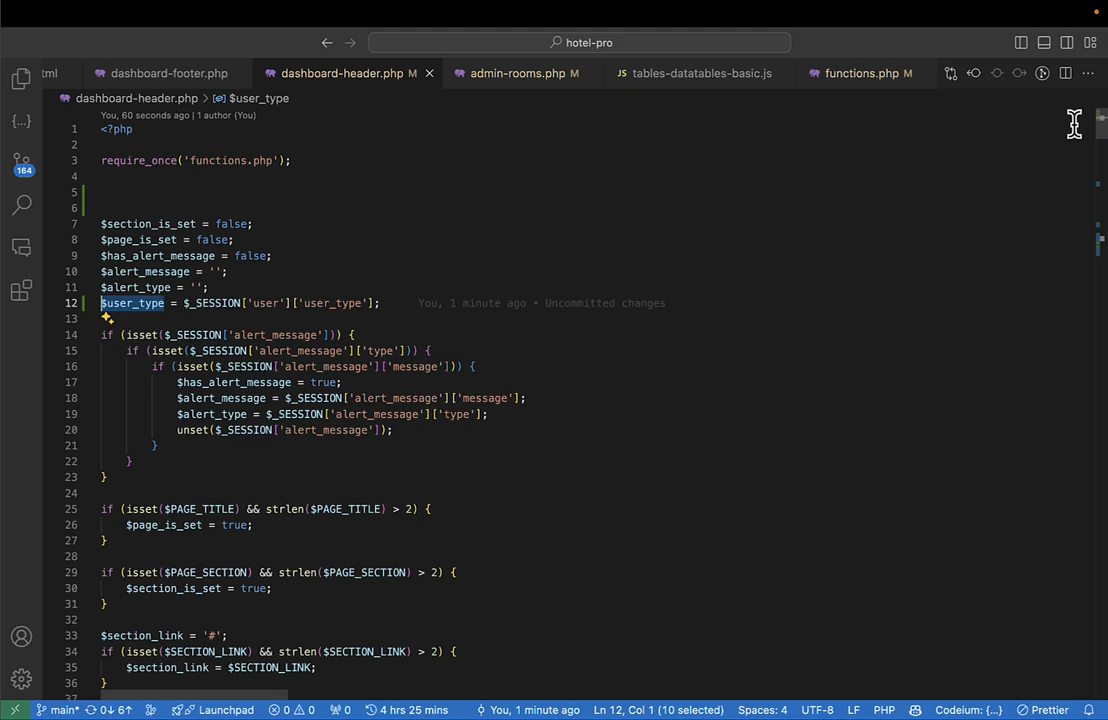 hotel-pro
tml
dashboard-footer.php
dashboard-header.php M
admin-rooms.php M
tables-datatables-basic.js
functions.php M
dashboard-header.php > $user_type
You, 60 seconds ago | 1 author (You)
1 <?php
2
3 require_once('functions.php');
4
5
6
7 $section_is_set = false;
8 $page_is_set = false;
9 $has_alert_message = false;
10 $alert_message = '';
11 $alert_type = '';
12 $user_type = $_SESSION['user']['user_type']; You, 1 minute ago • Uncommitted changes
13
14 if (isset($_SESSION['alert_message'])) {
15 if (isset($_SESSION['alert_message']['type'])) {
16 if (isset($_SESSION['alert_message']['message'])) {
17 $has_alert_message = true;
18 $alert_message = $_SESSION['alert_message']['message'];
19 $alert_type = $_SESSION['alert_message']['type'];
20 unset($_SESSION['alert_message']);
21 }
22 }
23 }
24
25 if (isset($PAGE_TITLE) && strlen($PAGE_TITLE) > 2) {
26 $page_is_set = true;
27 }
28
29 if (isset($PAGE_SECTION) && strlen($PAGE_SECTION) > 2) {
30 $section_is_set = true;
31 }
32
33 $section_link = '#';
34 if (isset($SECTION_LINK) && strlen($SECTION_LINK) > 2) {
35 $section_link = $SECTION_LINK;
36 }
37
164
main* 0↓ 6↑ Launchpad 0 0 0 4 hrs 25 mins You, 1 minute ago Ln 12, Col 1 (10 selected) Spaces: 4 UTF-8 LF PHP Codeium: {...} Prettier